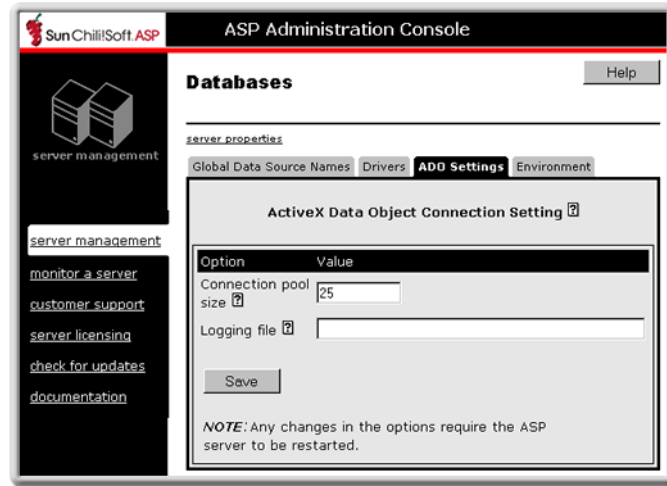 Sun Chili!Soft.ASP
ASP Administration Console
Databases
Help
server properties
server management
Global Data Source Names
Drivers
ADO Settings
Environment
ActiveX Data Object Connection Setting ?
server management
monitor a server
customer support
server licensing
check for updates
documentation
Option Value
Connection pool
size ? 25
Logging file ?
Save
NOTE: Any changes in the options require the ASP
server to be restarted.